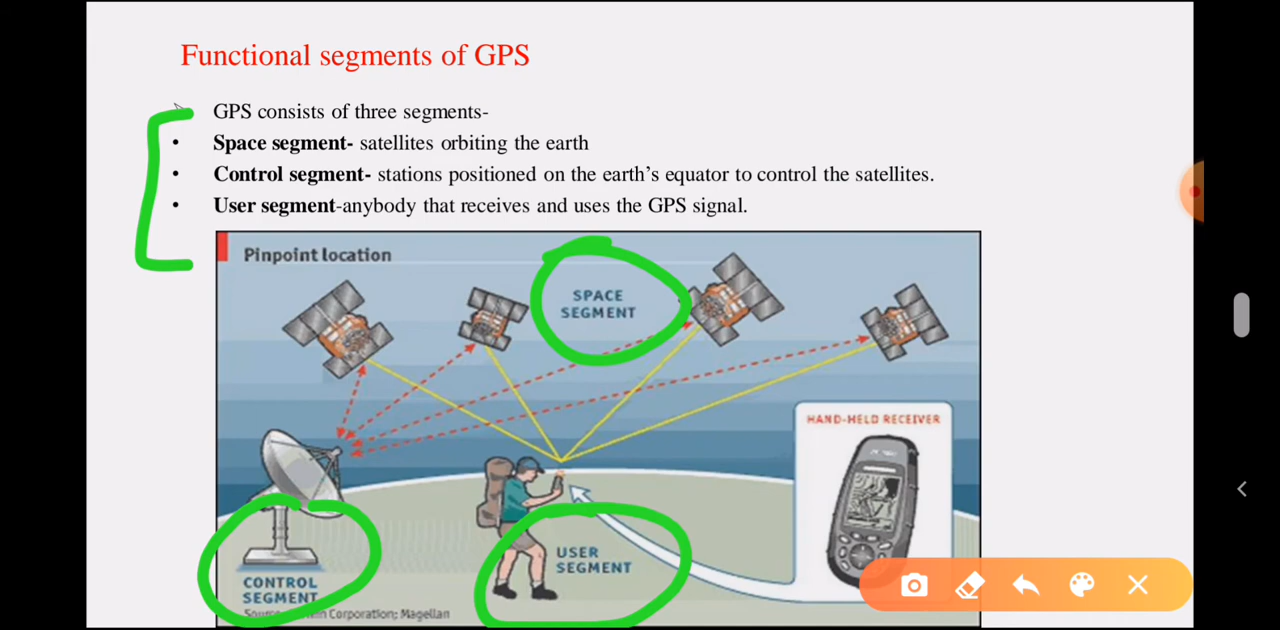 Functional segments of GPS
GPS consists of three segments-
• Space segment- satellites orbiting the earth
• Control segment- stations positioned on the earth’s equator to control the satellites.
• User segment-anybody that receives and uses the GPS signal.
Pinpoint location
SPACE
SEGMENT
HAND-HELD RECEIVER
USER
SEGMENT
CONTROL
SEGMENT
Corporation; Magellan